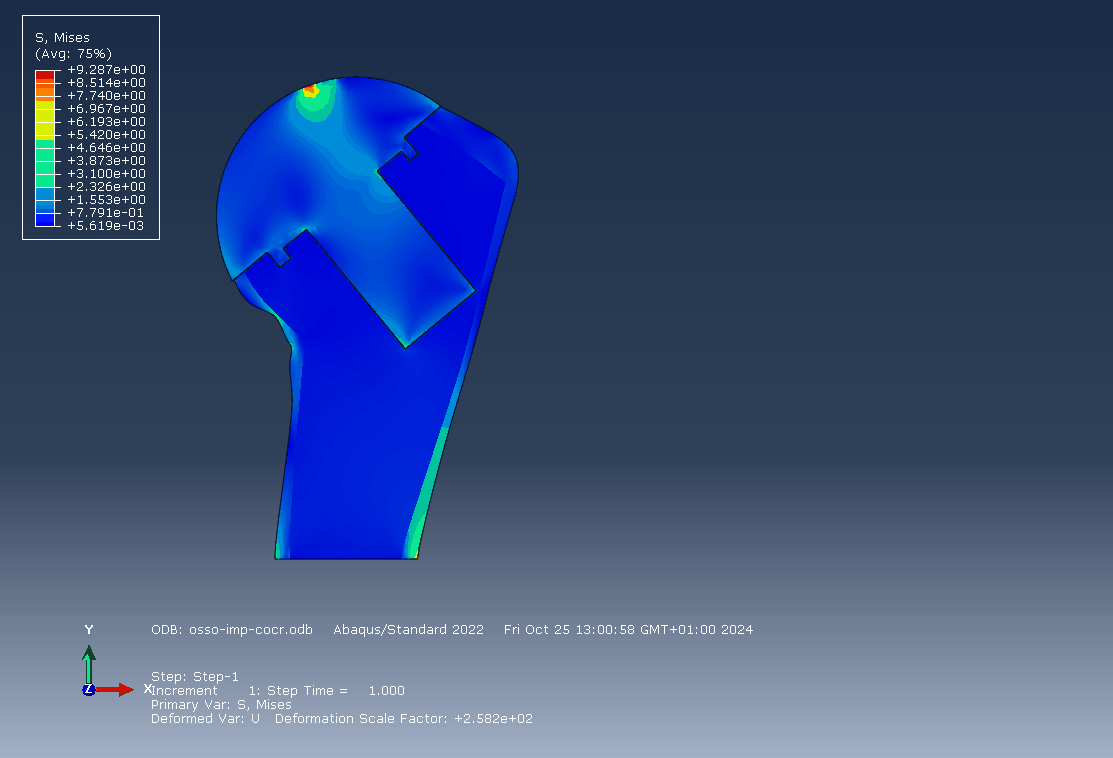 S, Mises
(Avg: 75%)
+9.287e+00
+8.514e+00
+7.740e+00
+6.967e+00
+6.193e+00
+5.420e+00
+4.646e+00
+3.873e+00
+3.100e+00
+2.326e+00
+1.553e+00
+7.791e-01
+5.619e-03
Y
Z
X
ODB: osso-imp-cocr.odb Abaqus/Standard 2022 Fri Oct 25 13:00:58 GMT+01:00 2024
Step: Step-1
Increment 1: Step Time = 1.000
Primary Var: S, Mises
Deformed Var: U Deformation Scale Factor: +2.582e+02